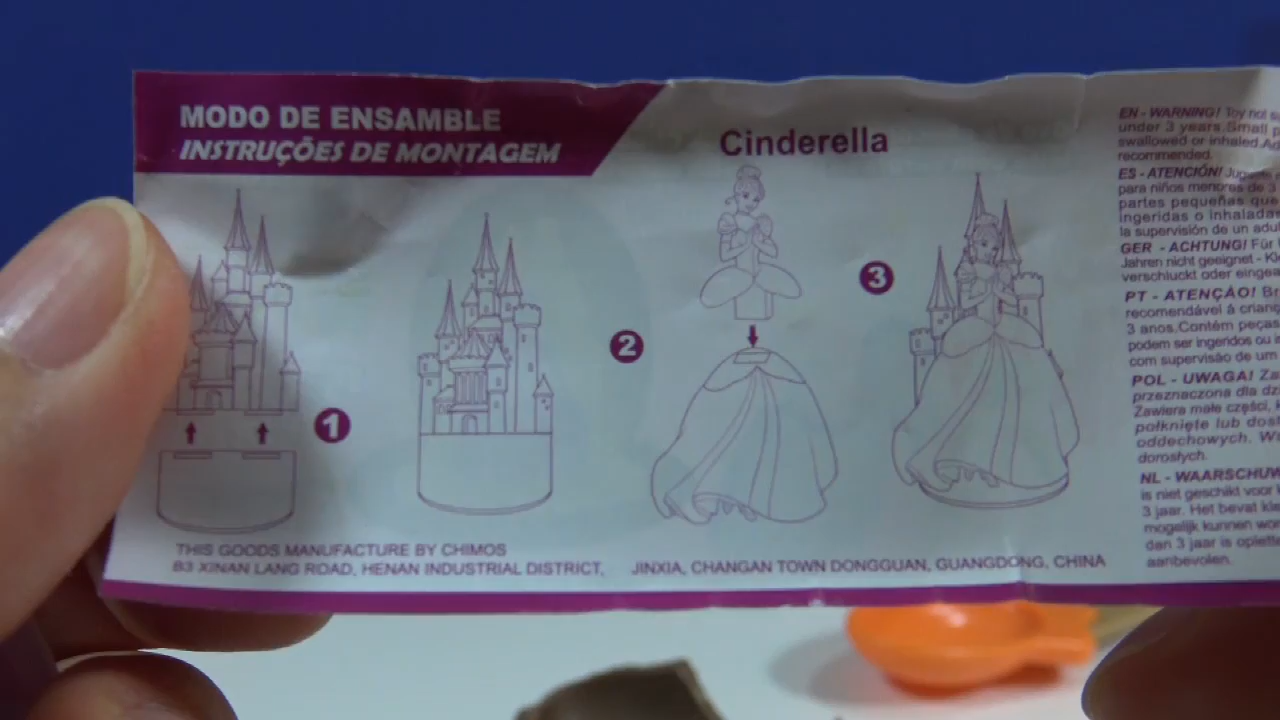 MODO DE ENSAMBLE
INSTRUÇÕES DE MONTAGEM
Cinderella
1
2
3
THIS GOODS MANUFACTURE BY CHIMOS
B3 XINAN LANG ROAD, HENAN INDUSTRIAL DISTRICT, JINXIA, CHANGAN TOWN DONGGUAN, GUANGDONG, CHINA
EN - WARNING! Toy not
under 3 years. Small
swallowed or inhaled.
recommended.
ES - ATENCIÓN!
para niños menores de 3
partes pequeñas que
ingeridas o inhaladas
la supervisión de un
GER - ACHTUNG! Für
Jahren nicht geeignet -
verschluckt oder
PT - ATENÇÃO!
recomendável á
3 anos. Contém
podem ser ingeridos ou
com supervisão de um
POL - UWAGA!
przeznaczona dla
Zawiera małe części,
połknięte lub
oddechowych.
dorosłych.
NL -
is niet geschikt voor
3 jaar. Het bevat
mogelijk kunnen
dan 3 jaar is
aanbevolen.